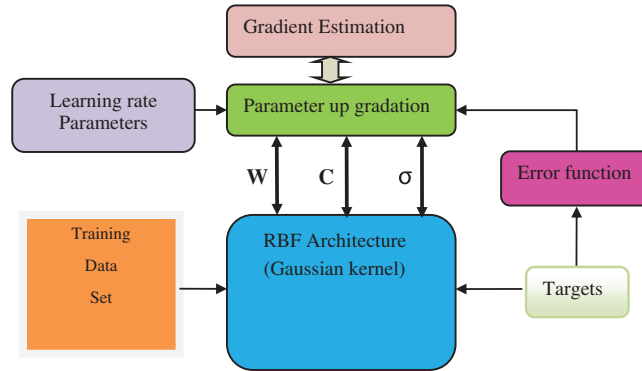 Gradient Estimation
Learning rate
Parameters
Parameter up gradation
W
C
σ
Error function
Training
Data
Set
RBF Architecture
(Gaussian kernel)
Targets